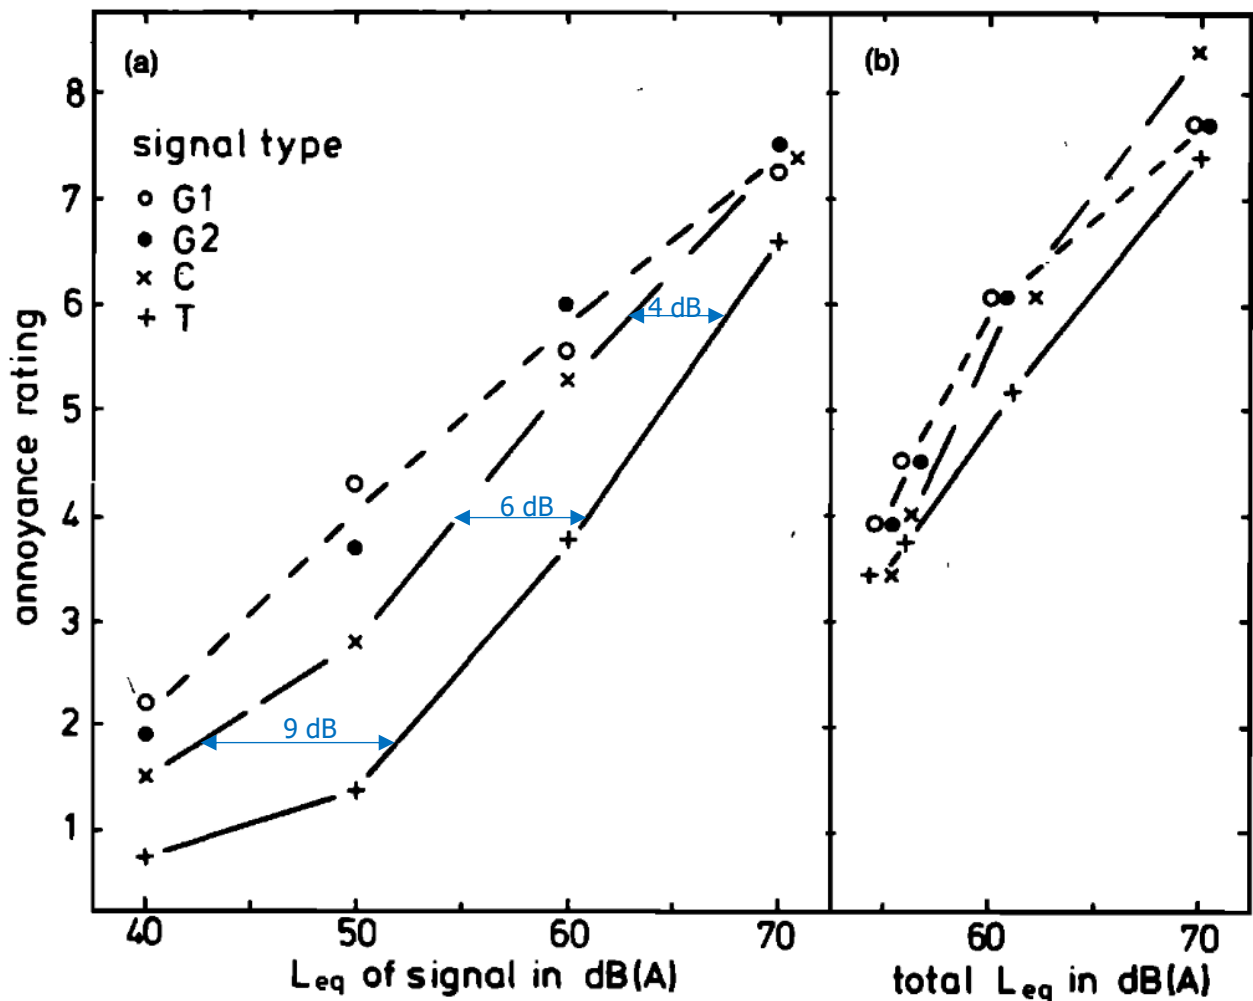 (a)
(b)
signal type
o G1
● G2
× C
+ T
8
7
6
5
4
3
2
1
annoyance rating
4 dB
6 dB
9 dB
40 50 60 70
60 70
Leq of signal in dB(A)
total Leq in dB(A)